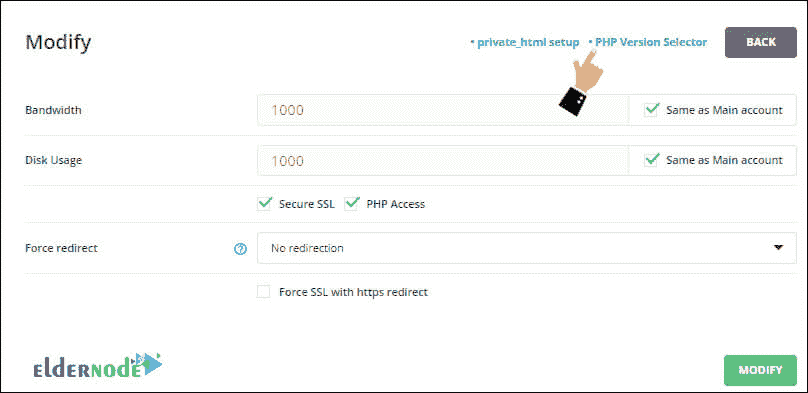 Modify • private_html setup • PHP Version Selector BACK
Bandwidth 1000 Same as Main account
Disk Usage 1000 Same as Main account
Secure SSL PHP Access
Force redirect ? No redirection
Force SSL with https redirect
ELDERNODE MODIFY